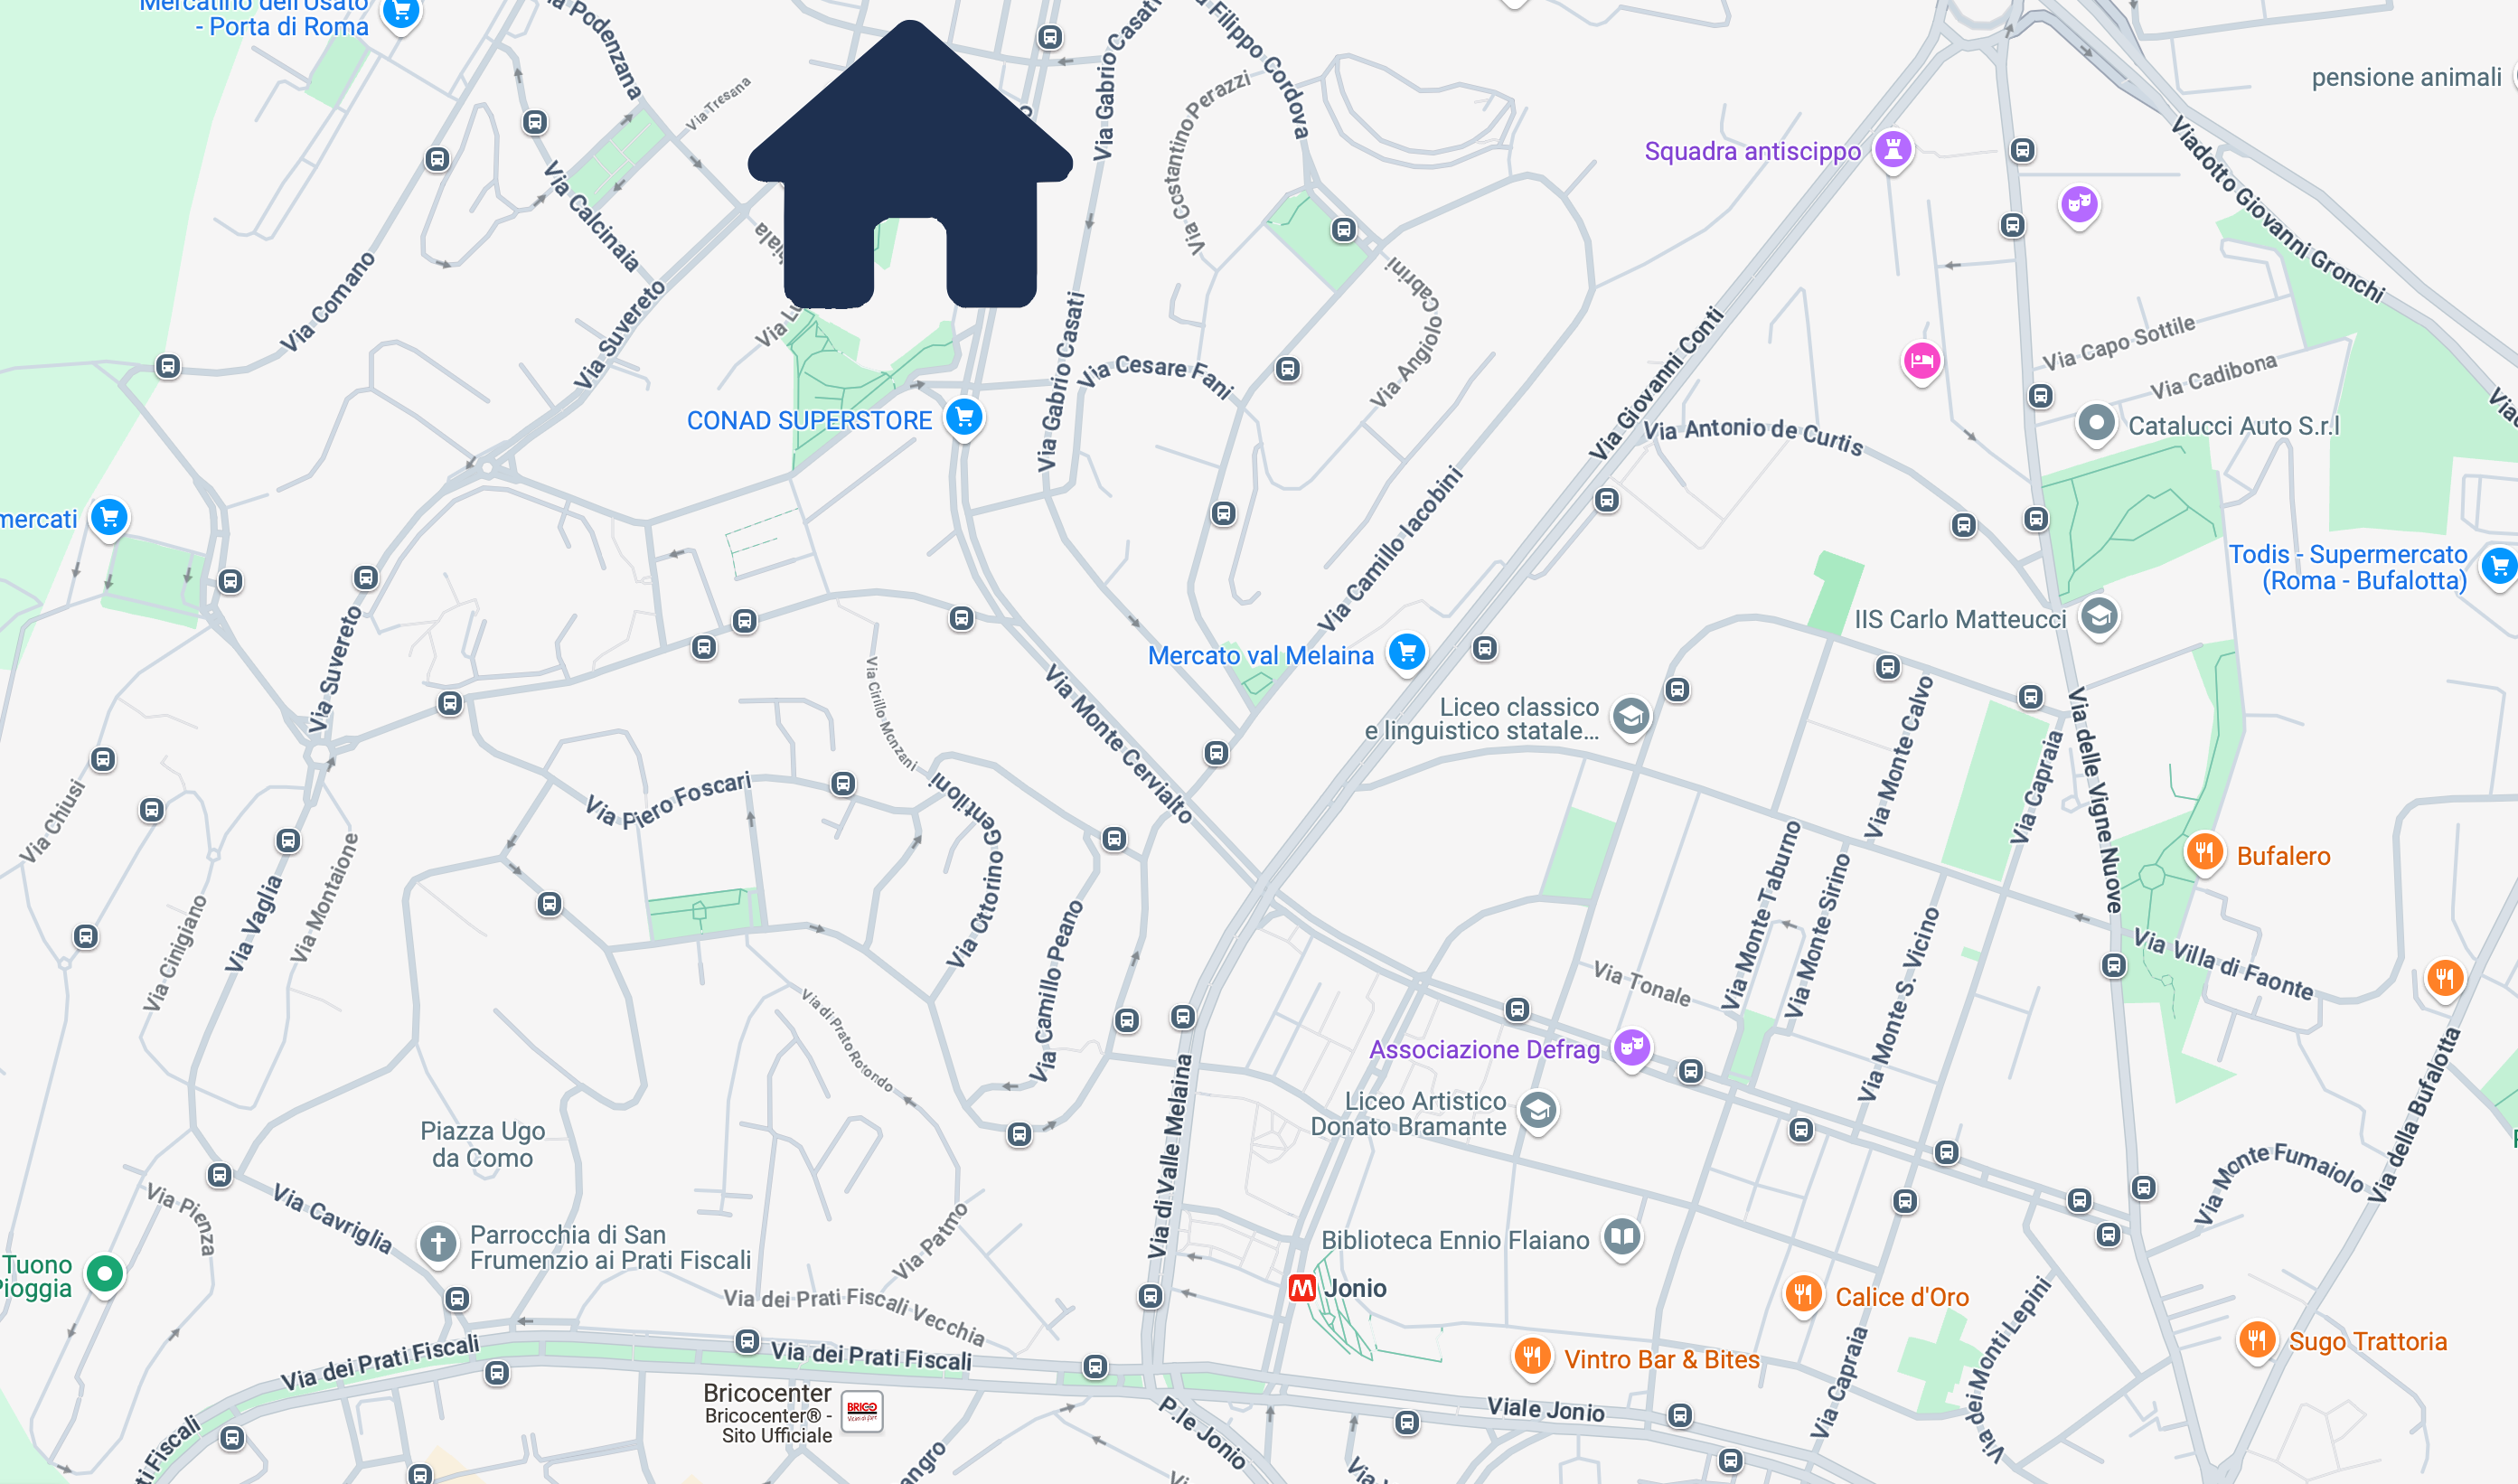 Mercatino dell'Usato
- Porta di Roma
Via Podenzana
Via Tresana
Via Gabrio Casati
Via Filippo Cordova
Via Costantino Perazzi
pensione animali
Squadra antiscippo
Viadotto Giovanni Gronchi
Via Calcinaia
Via Comano
Via Suvereto
Via Lu
Via Gabrio Casati
Via Cesare Fani
Via Angiolo Cabrini
Via Giovanni Conti
Via Capo Sottile
Via Cadibona
CONAD SUPERSTORE
Via Gabrio Casati
Via Antonio de Curtis
Catalucci Auto S.r.l
mercati
Via Camillo Iacobini
Todis - Supermercato
(Roma - Bufalotta)
IIS Carlo Matteucci
Via Suvereto
Mercato val Melaina
Via Cirillo Monzani
Via Monte Cervialto
Liceo classico
e linguistico statale...
Via Monte Calvo
Via Capraia
Via delle Vigne Nuove
Via Chiusi
Via Piero Foscari
Via Ottorino Gentiloni
Bufalero
Via Vaglia
Via Montaione
Via Cinigiano
Via Camillo Peano
Via Monte Taburno
Via Monte Sirino
Via Monte S. Vicino
Via Villa di Faonte
Via Tonale
Via di Prato Rotondo
Associazione Defrag
Via della Bufalotta
Liceo Artistico
Donato Bramante
Piazza Ugo
da Como
Via di Valle Melaina
Via Monte Fumaiolo
Via Pienza
Via Cavriglia
Parrocchia di San
Frumenzio ai Prati Fiscali
Via Patmo
Biblioteca Ennio Flaiano
Tuono
Pioggia
M Jonio
Calice d'Oro
Via dei Prati Fiscali Vecchia
Via dei Monti Lepini
Sugo Trattoria
Via dei Prati Fiscali
Via dei Prati Fiscali
Vintro Bar & Bites
Via Capraia
Bricocenter
Bricocenter® -
Sito Ufficiale
BRICO
P.le Jonio
Viale Jonio
ti Fiscali
angro